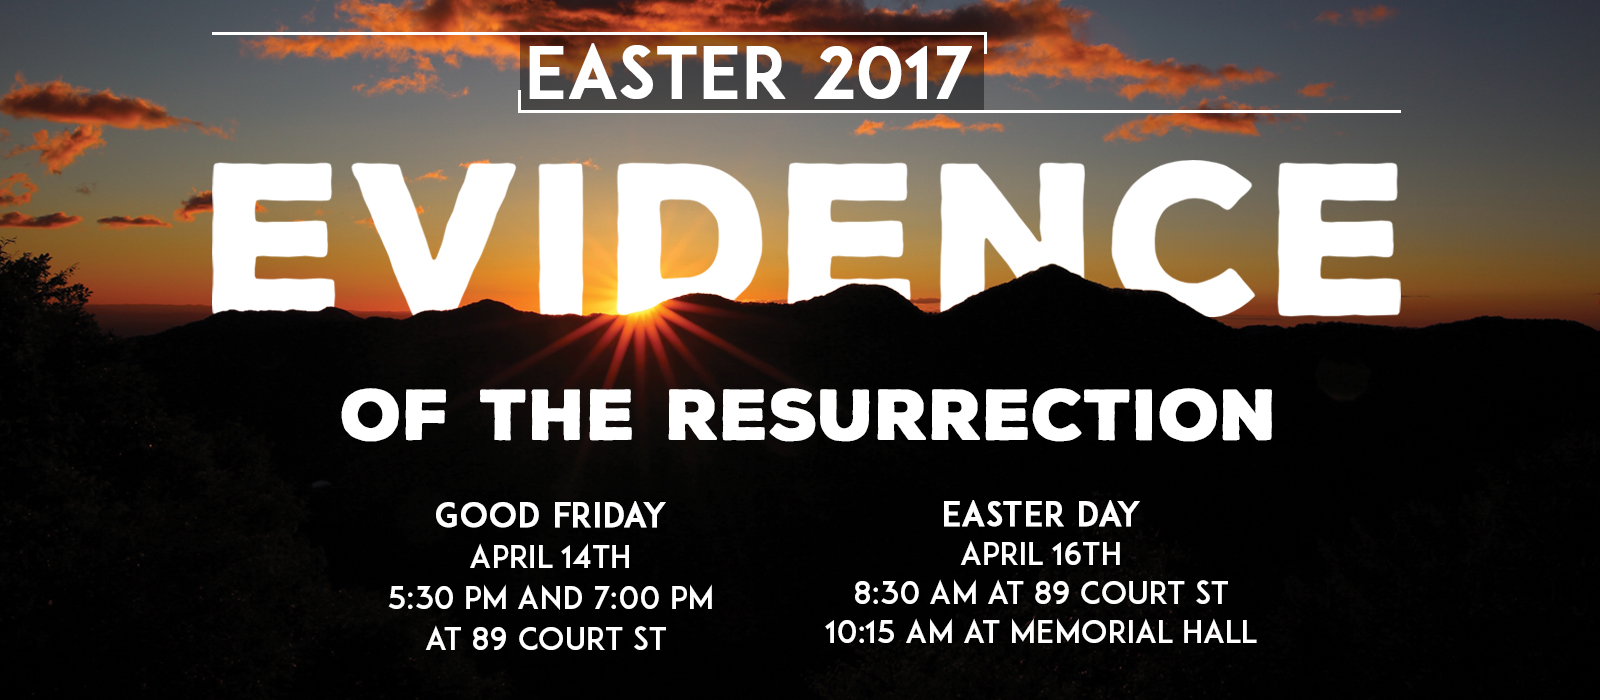 EASTER 2017
EVIDENCE
OF THE RESURRECTION
GOOD FRIDAY
APRIL 14TH
5:30 PM AND 7:00 PM
AT 89 COURT ST
EASTER DAY
APRIL 16TH
8:30 AM AT 89 COURT ST
10:15 AM AT MEMORIAL HALL